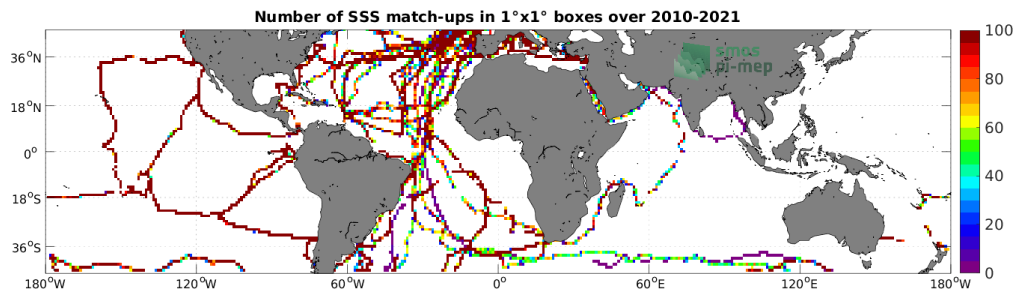 Number of SSS match-ups in 1°x1° boxes over 2010-2021
smos
pi-mep
36°N
18°N
0°
18°S
36°S
180°W 120°W 60°W 0° 60°E 120°E 180°W
100
80
60
40
20
0